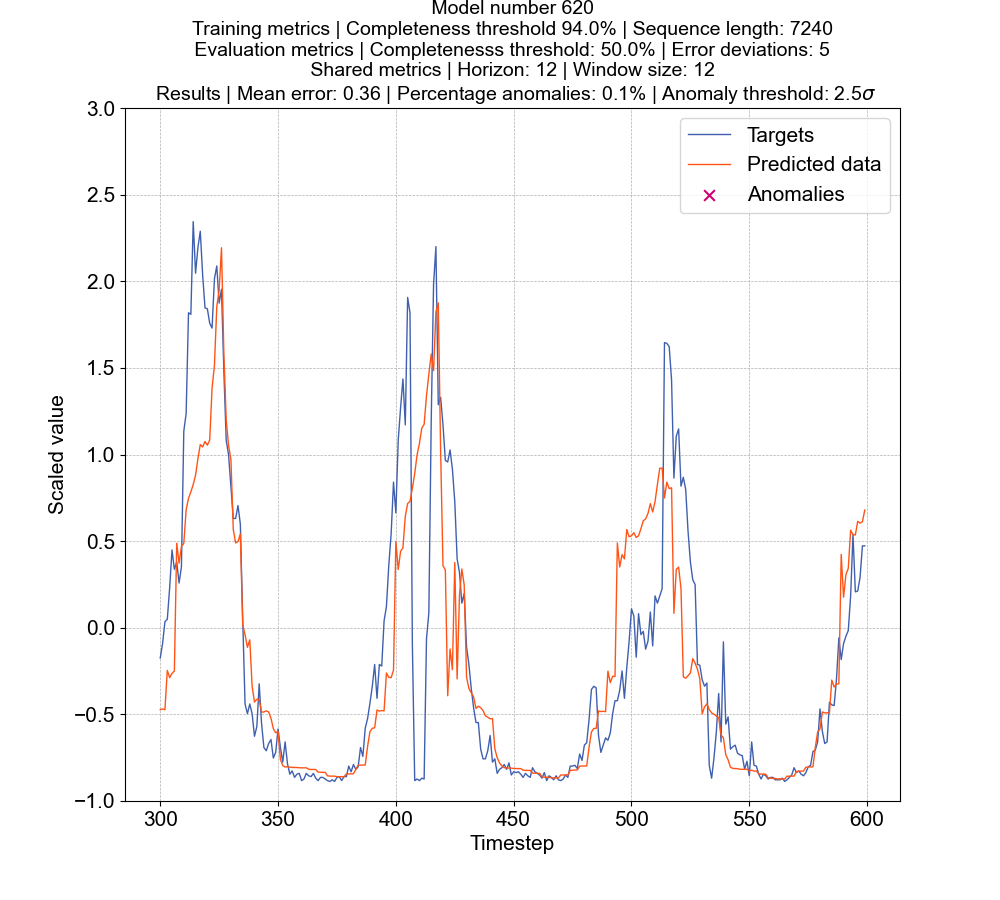 Model number 620
Training metrics | Completeness threshold 94.0% | Sequence length: 7240
Evaluation metrics | Completenesss threshold: 50.0% | Error deviations: 5
Shared metrics | Horizon: 12 | Window size: 12
Results | Mean error: 0.36 | Percentage anomalies: 0.1% | Anomaly threshold: 2.5σ
Targets
Predicted data
Anomalies
Scaled value
3.0
2.5
2.0
1.5
1.0
0.5
0.0
−0.5
−1.0
300 350 400 450 500 550 600
Timestep